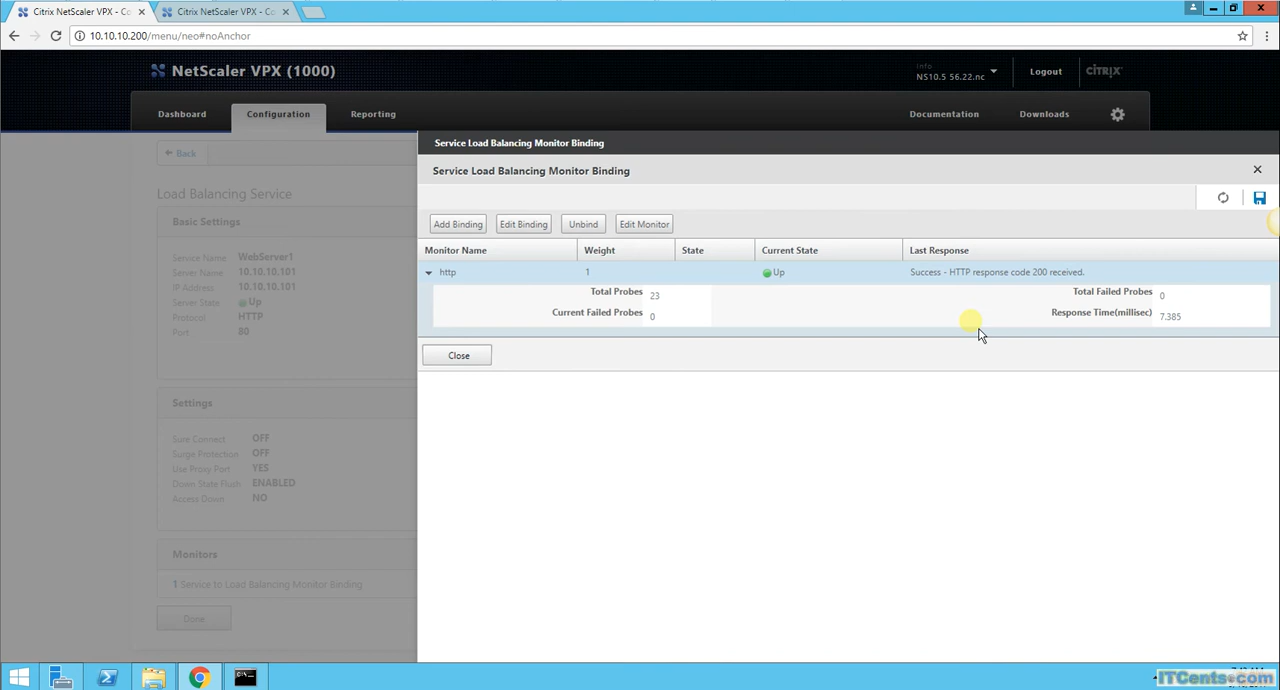 Citrix NetScaler VPX - Co
Citrix NetScaler VPX - Co
10.10.10.200/menu/neo#noAnchor
NetScaler VPX (1000)
Info
NS10.5 56.22.nc
Logout
CITRIX
Dashboard
Configuration
Reporting
Documentation
Downloads
Service Load Balancing Monitor Binding
Back
Service Load Balancing Monitor Binding
Load Balancing Service
Basic Settings
Service Name WebServer1
Server Name 10.10.10.101
IP Address 10.10.10.101
Server State Up
Protocol HTTP
Port 80
Add Binding
Edit Binding
Unbind
Edit Monitor
Monitor Name Weight State Current State Last Response
http 1 Up Success - HTTP response code 200 received.
Total Probes 23 Total Failed Probes 0
Current Failed Probes 0 Response Time(millisec) 7.385
Close
Settings
Sure Connect OFF
Surge Protection OFF
Use Proxy Port YES
Down State Flush ENABLED
Access Down NO
Monitors
1 Service to Load Balancing Monitor Binding
Done
ITCents.com